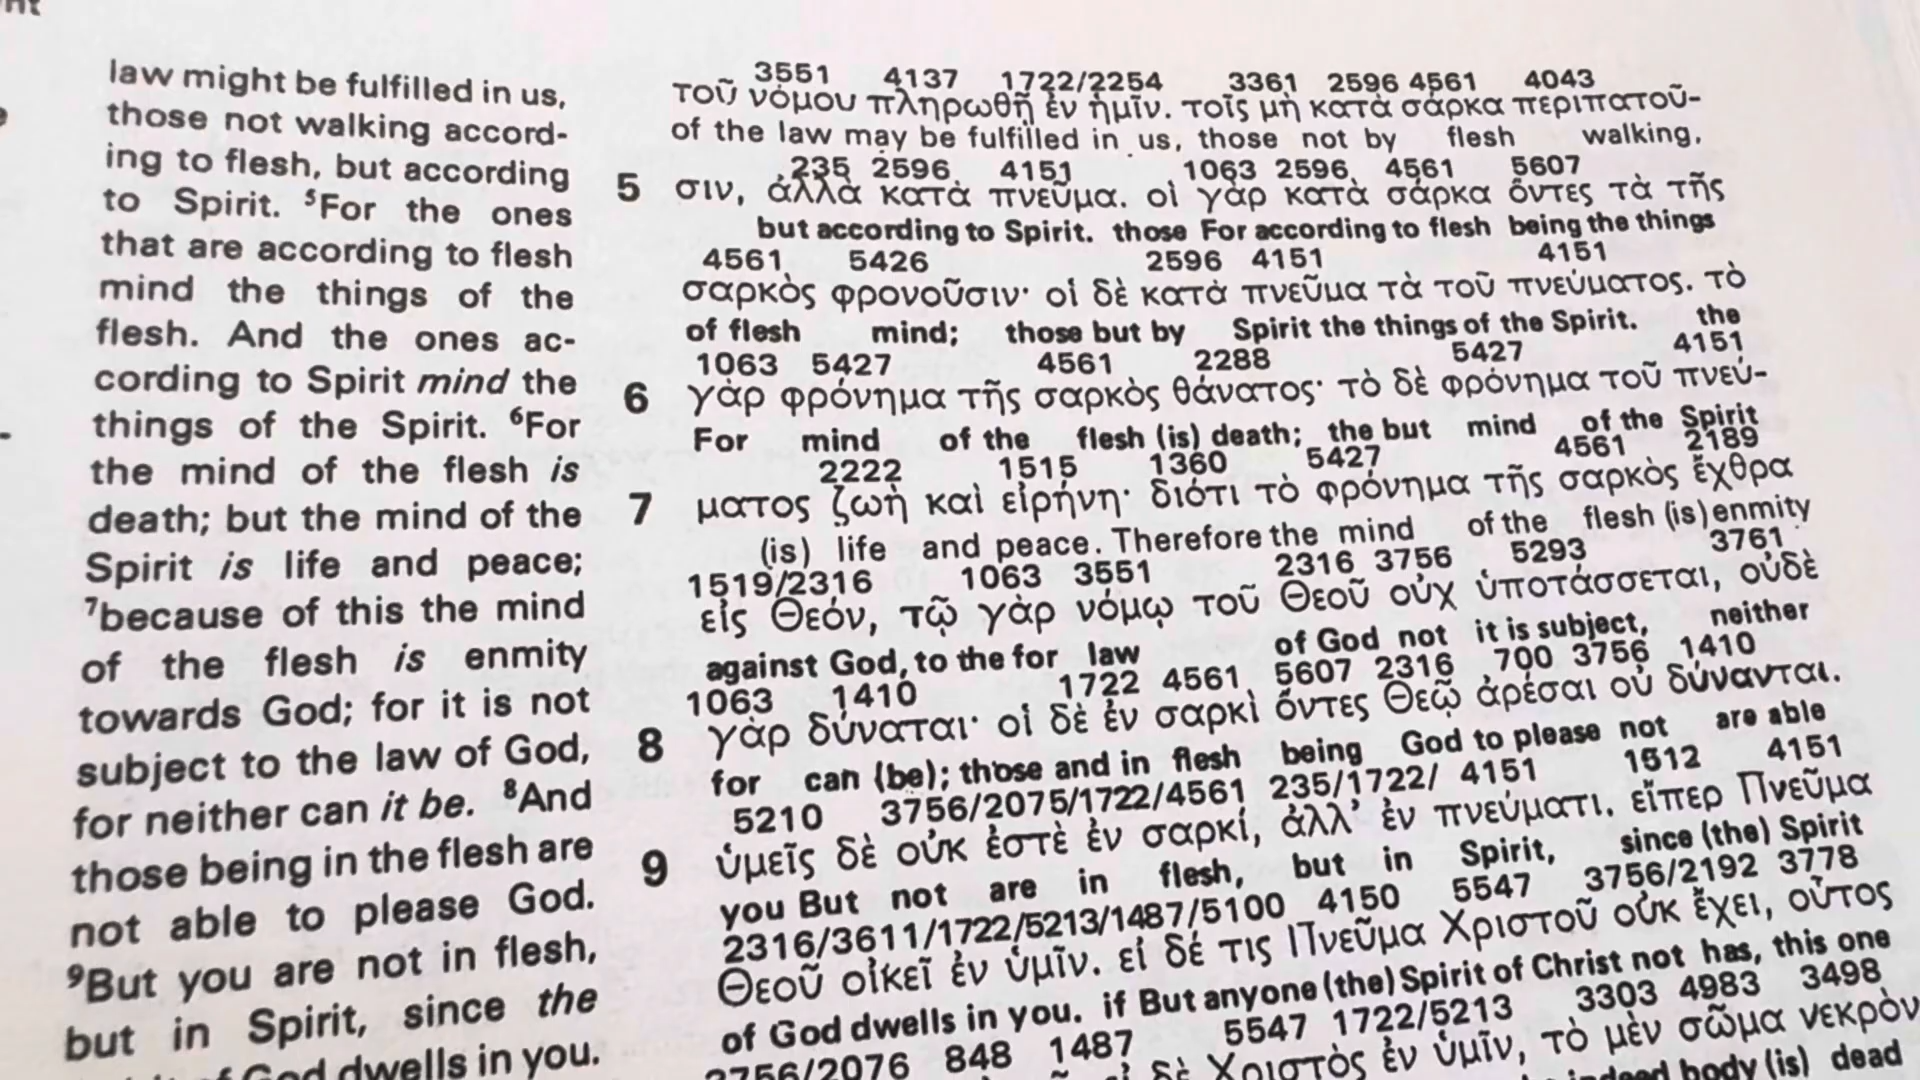 law might be fulfilled in us,
those not walking accord-
ing to flesh, but according
to Spirit. ⁵For the ones
that are according to flesh
mind the things of the
flesh. And the ones ac-
cording to Spirit mind the
things of the Spirit. ⁶For
the mind of the flesh is
death; but the mind of the
Spirit is life and peace;
⁷because of this the mind
of the flesh is enmity
towards God; for it is not
subject to the law of God,
for neither can it be. ⁸And
those being in the flesh are
not able to please God.
⁹But you are not in flesh,
but in Spirit, since the
of God dwells in you.
3551 4137 1722/2254 3361 2596 4561 4043
τοῦ νόμου πληρωθῇ ἐν ἡμῖν. τοῖς μὴ κατὰ σάρκα περιπατοῦ-
of the law may be fulfilled in us, those not by flesh walking,
235 2596 4151 1063 2596 4561 5607
5 σιν, ἀλλὰ κατὰ πνεῦμα. οἱ γὰρ κατὰ σάρκα ὄντες τὰ τῆς
but according to Spirit. those For according to flesh being the things
4561 5426 2596 4151 4151
σαρκὸς φρονοῦσιν· οἱ δὲ κατὰ πνεῦμα τὰ τοῦ πνεύματος. τὸ
of flesh mind; those but by Spirit the things of the Spirit. the
1063 5427 4561 2288 5427 4151
6 γὰρ φρόνημα τῆς σαρκὸς θάνατος· τὸ δὲ φρόνημα τοῦ πνεύ-
For mind of the flesh (is) death; the but mind of the Spirit
2222 1515 1360 5427 4561 2189
7 ματος ζωὴ καὶ εἰρήνη· διότι τὸ φρόνημα τῆς σαρκὸς ἔχθρα
(is) life and peace. Therefore the mind of the flesh (is) enmity
1519/2316 1063 3551 2316 3756 5293 3761
εἰς Θεόν, τῷ γὰρ νόμῳ τοῦ Θεοῦ οὐχ ὑποτάσσεται, οὐδὲ
against God, to the for law of God not it is subject, neither
1063 1410 1722 4561 5607 2316 700 3756 1410
8 γὰρ δύναται· οἱ δὲ ἐν σαρκὶ ὄντες Θεῷ ἀρέσαι οὐ δύνανται.
for can (be); those and in flesh being God to please not are able
5210 3756/2075/1722/4561 235/1722/ 4151 1512 4151
9 ὑμεῖς δὲ οὐκ ἐστὲ ἐν σαρκί, ἀλλ' ἐν πνεύματι, εἴπερ Πνεῦμα
you But not are in flesh, but in Spirit, since (the) Spirit
2316/3611/1722/5213/1487/5100 4150 5547 3756/2192 3778
Θεοῦ οἰκεῖ ἐν ὑμῖν. εἰ δέ τις Πνεῦμα Χριστοῦ οὐκ ἔχει, οὗτος
of God dwells in you. if But anyone (the) Spirit of Christ not has, this one
3756/2076 848 1487 5547 1722/5213 3303 4983 3498
δὲ Χριστὸς ἐν ὑμῖν, τὸ μὲν σῶμα νεκρὸν
indeed body (is) dead